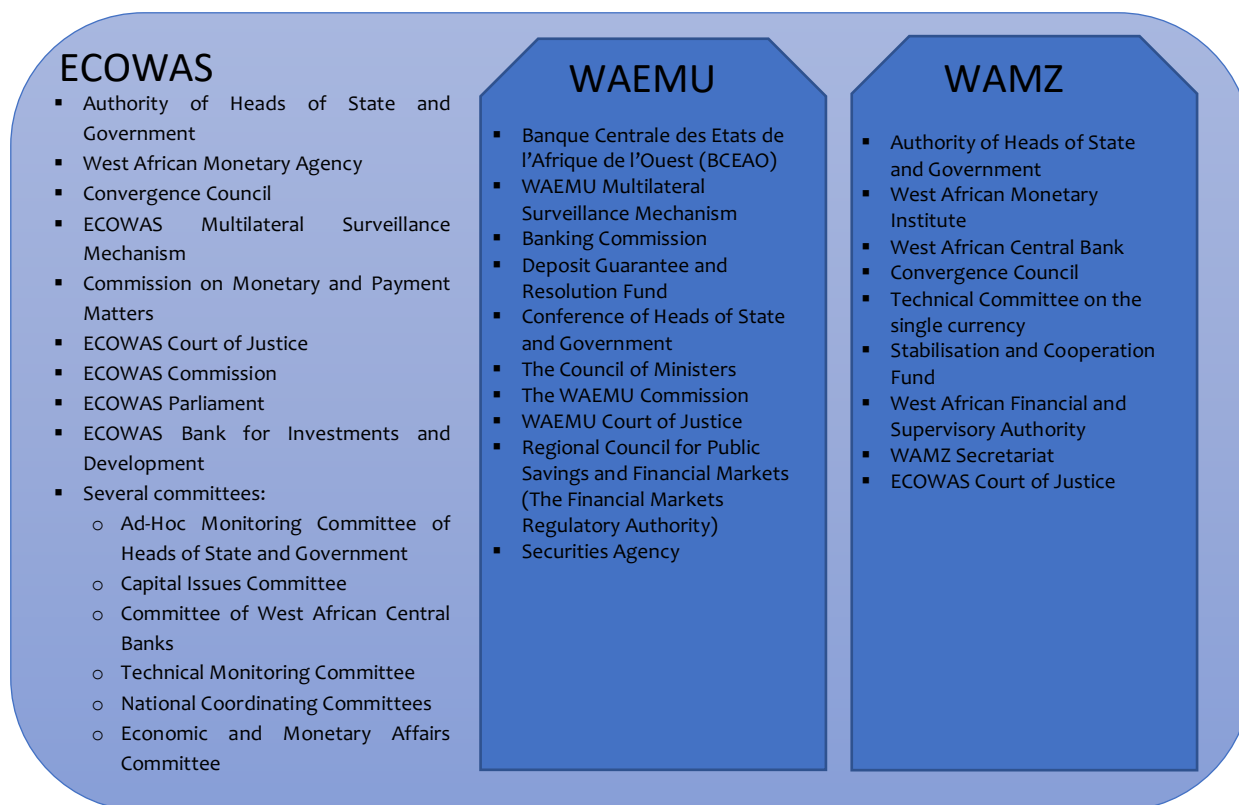 ECOWAS
▪ Authority of Heads of State and
Government
▪ West African Monetary Agency
▪ Convergence Council
▪ ECOWAS Multilateral Surveillance
Mechanism
▪ Commission on Monetary and Payment
Matters
▪ ECOWAS Court of Justice
▪ ECOWAS Commission
▪ ECOWAS Parliament
▪ ECOWAS Bank for Investments and
Development
▪ Several committees:
o Ad-Hoc Monitoring Committee of
Heads of State and Government
o Capital Issues Committee
o Committee of West African Central
Banks
o Technical Monitoring Committee
o National Coordinating Committees
o Economic and Monetary Affairs
Committee
WAEMU
▪ Banque Centrale des Etats de
l’Afrique de l’Ouest (BCEAO)
▪ WAEMU Multilateral
Surveillance Mechanism
▪ Banking Commission
▪ Deposit Guarantee and
Resolution Fund
▪ Conference of Heads of State
and Government
▪ The Council of Ministers
▪ The WAEMU Commission
▪ WAEMU Court of Justice
▪ Regional Council for Public
Savings and Financial Markets
(The Financial Markets
Regulatory Authority)
▪ Securities Agency
WAMZ
▪ Authority of Heads of State
and Government
▪ West African Monetary
Institute
▪ West African Central Bank
▪ Convergence Council
▪ Technical Committee on the
single currency
▪ Stabilisation and Cooperation
Fund
▪ West African Financial and
Supervisory Authority
▪ WAMZ Secretariat
▪ ECOWAS Court of Justice